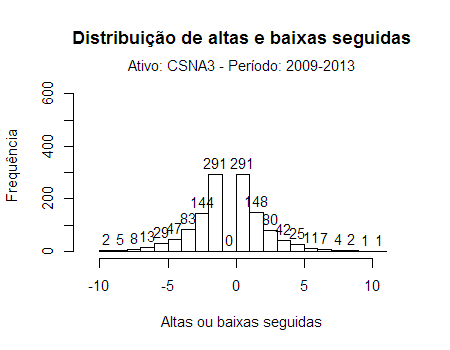 Distribuição de altas e baixas seguidas
Ativo: CSNA3 - Período: 2009-2013
Frequência
600
400
200
0
2 5 8 13 29 47 83 144 291 0 291 148 80 42 25 11 7 4 2 1 1
-10 -5 0 5 10
Altas ou baixas seguidas